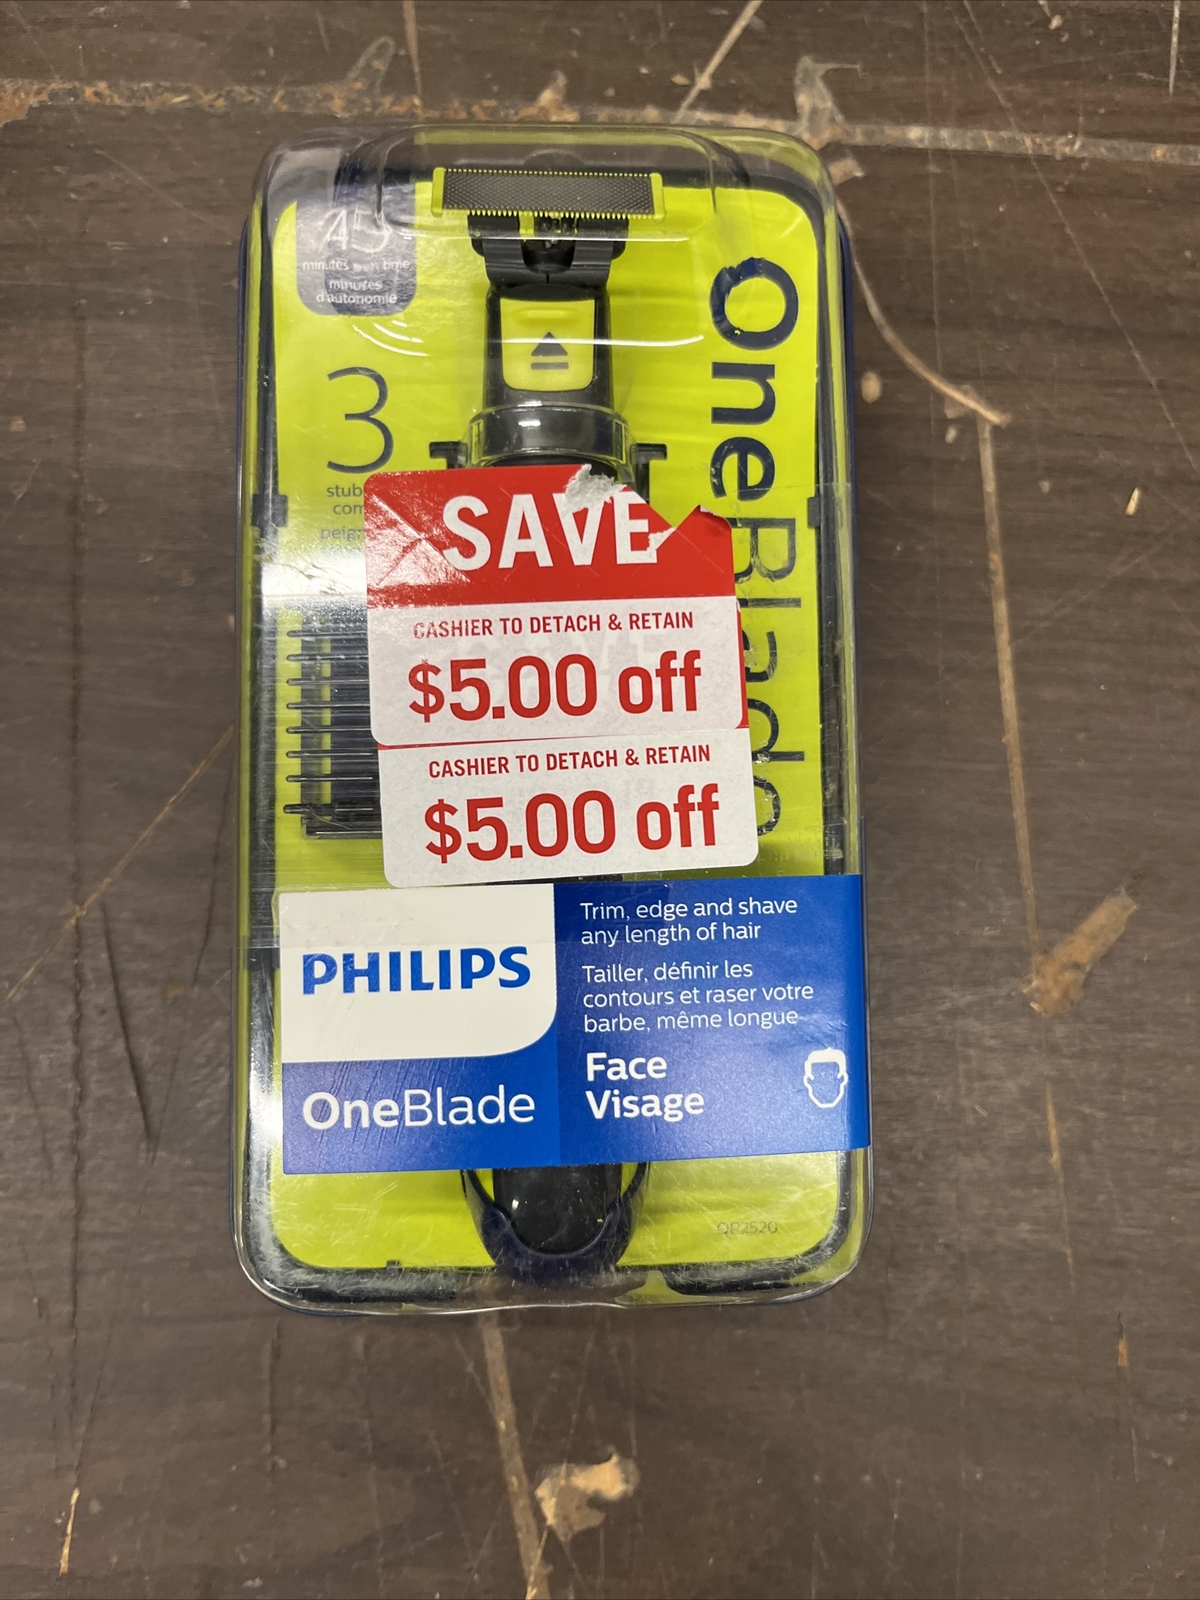 45
minutes run time
minutes
d'autonomie
3
OneBlade
SAVE
CASHIER TO DETACH & RETAIN
$5.00 off
CASHIER TO DETACH & RETAIN
$5.00 off
PHILIPS
OneBlade
Trim, edge and shave
any length of hair
Tailler, définir les
contours et raser votre
barbe, même longue
Face
Visage
QP2520